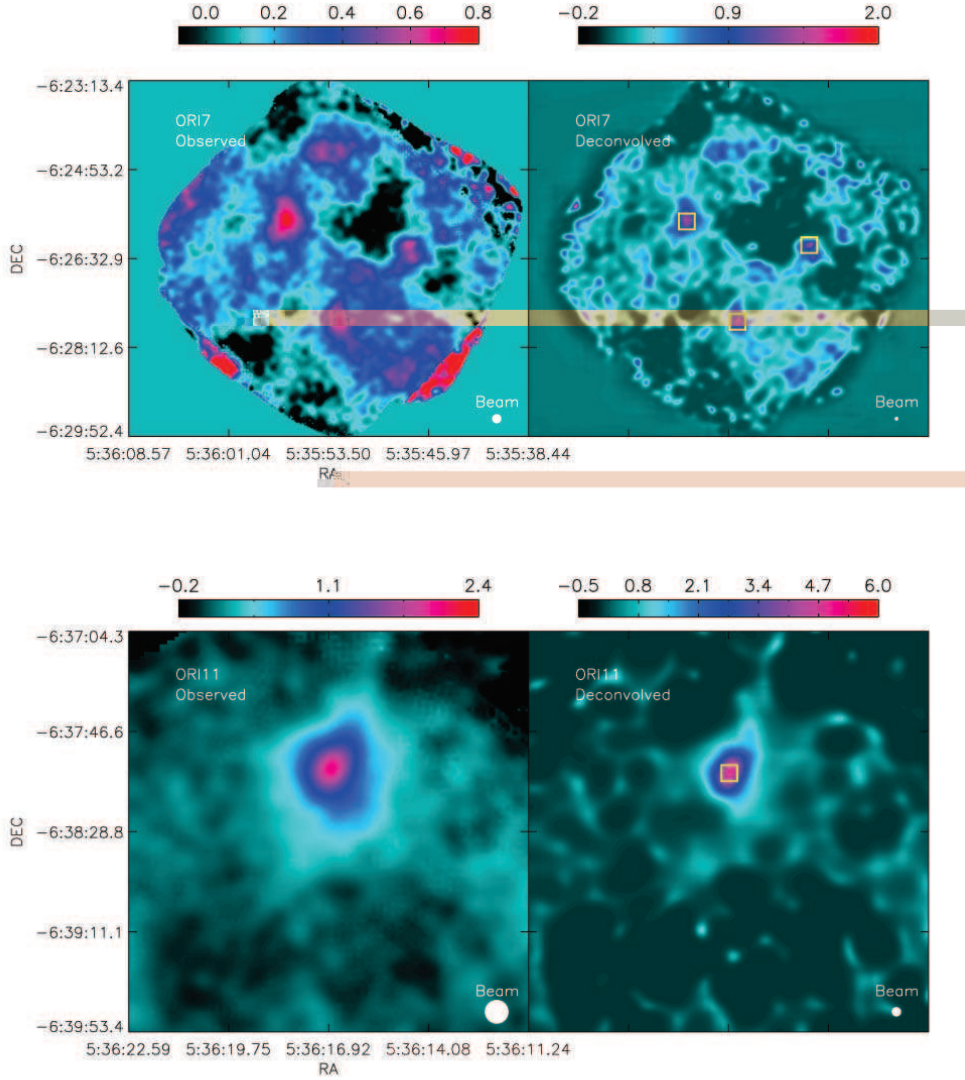 0.0 0.2 0.4 0.6 0.8
−0.2 0.9 2.0
−6:23:13.4
−6:24:53.2
−6:26:32.9
−6:28:12.6
−6:29:52.4
DEC
ORI7
Observed
Beam
ORI7
Deconvolved
Beam
5:36:08.57 5:36:01.04 5:35:53.50 5:35:45.97 5:35:38.44
RA
−0.2 1.1 2.4
−0.5 0.8 2.1 3.4 4.7 6.0
−6:37:04.3
−6:37:46.6
−6:38:28.8
−6:39:11.1
−6:39:53.4
DEC
ORI11
Observed
Beam
ORI11
Deconvolved
Beam
5:36:22.59 5:36:19.75 5:36:16.92 5:36:14.08 5:36:11.24
RA